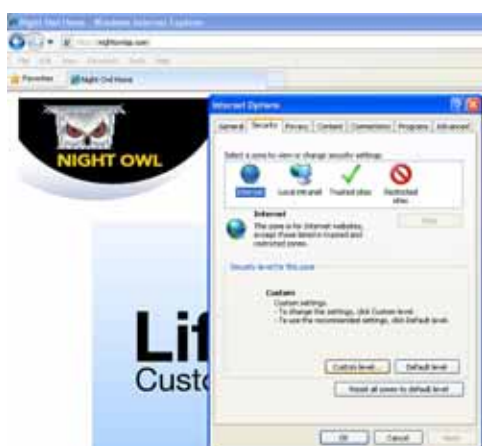 Night Owl Home - Windows Internet Explorer
Favorites Night Owl Home
NIGHT OWL
Lif
Custo
Internet Options
General Security Privacy Content Connections Programs Advanced
Select a zone to view or change security settings.
Internet Local intranet Trusted sites Restricted sites
Internet
This zone is for Internet websites,
except those listed in trusted and
restricted zones.
Sites
Security level for this zone
Custom
Custom settings.
- To change the settings, click Custom level.
- To use the recommended settings, click Default level.
Custom level... Default level
Reset all zones to default level
OK Cancel Apply